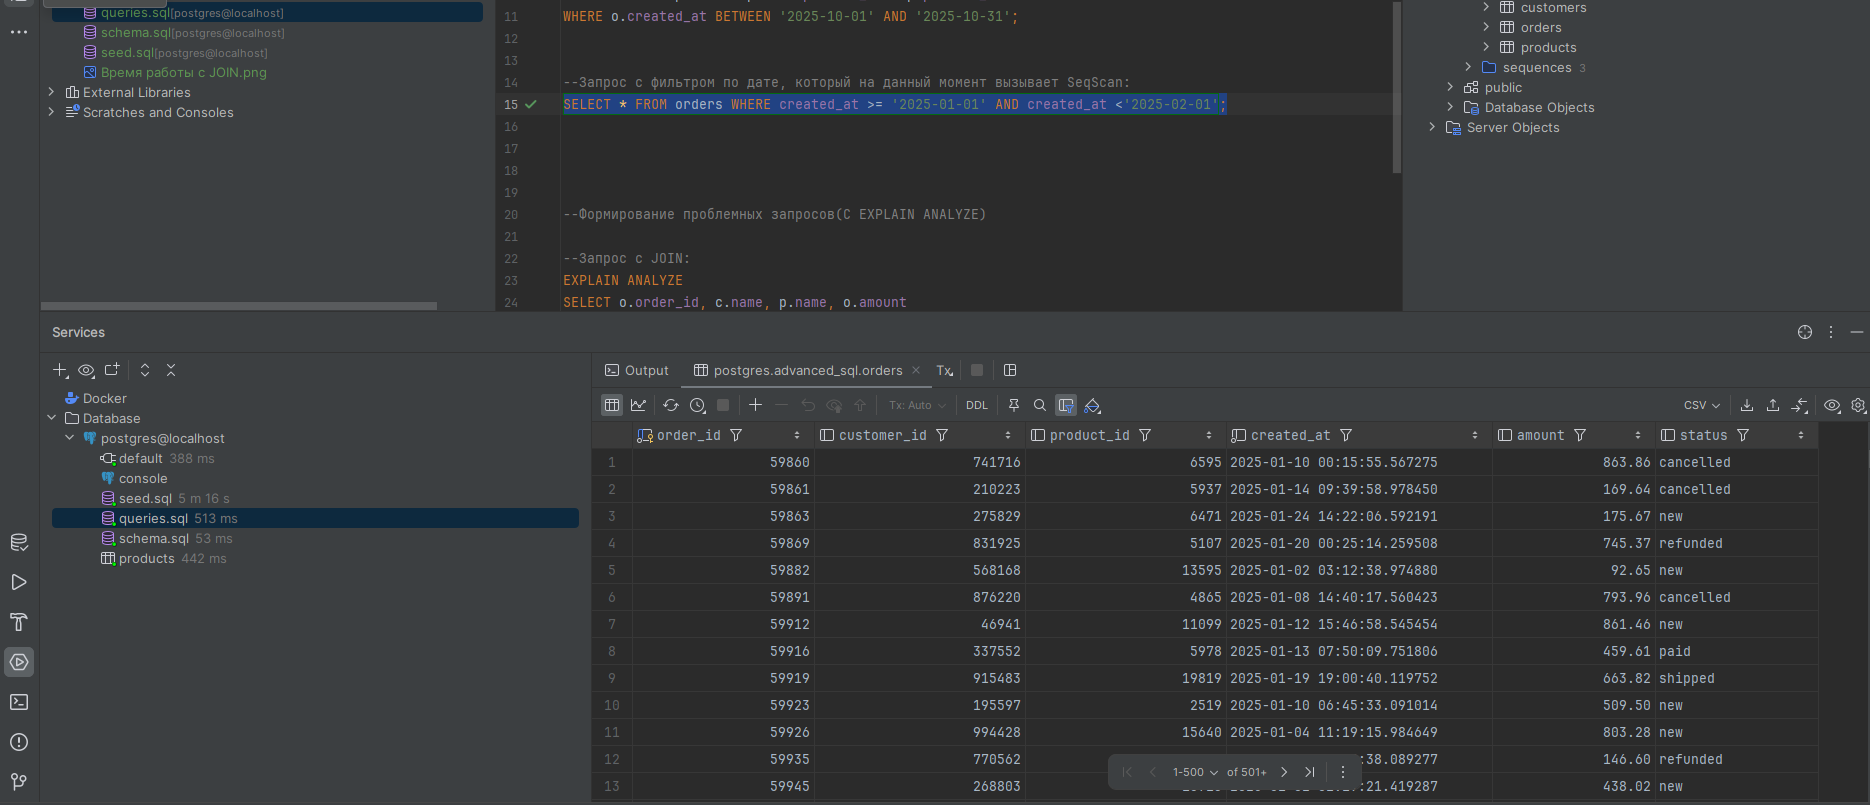 queries.sql [postgres@localhost]
schema.sql [postgres@localhost]
seed.sql [postgres@localhost]
Время работы с JOIN.png
External Libraries
Scratches and Consoles
11 WHERE o.created_at BETWEEN '2025-10-01' AND '2025-10-31';
12
13
14 --Запрос с фильтром по дате, который на данный момент вызывает SeqScan:
15 SELECT * FROM orders WHERE created_at >= '2025-01-01' AND created_at <'2025-02-01';
16
17
18
19
20 --Формирование проблемных запросов(С EXPLAIN ANALYZE)
21
22 --Запрос с JOIN:
23 EXPLAIN ANALYZE
24 SELECT o.order_id, c.name, p.name, o.amount
customers
orders
products
sequences 3
public
Database Objects
Server Objects
Services
Docker
Database
postgres@localhost
default 388 ms
console
seed.sql 5 m 16 s
queries.sql 513 ms
schema.sql 53 ms
products 442 ms
Output postgres.advanced_sql.orders × Tx
Tx: Auto DDL CSV
order_id customer_id product_id created_at amount status
1 59860 741716 6595 2025-01-10 00:15:55.567275 863.86 cancelled
2 59861 210223 5937 2025-01-14 09:39:58.978450 169.64 cancelled
3 59863 275829 6471 2025-01-24 14:22:06.592191 175.67 new
4 59869 831925 5107 2025-01-20 00:25:14.259508 745.37 refunded
5 59882 568168 13595 2025-01-02 03:12:38.974880 92.65 new
6 59891 876220 4865 2025-01-08 14:40:17.560423 793.96 cancelled
7 59912 46941 11099 2025-01-12 15:46:58.545454 861.46 new
8 59916 337552 5978 2025-01-13 07:50:09.751806 459.61 paid
9 59919 915483 19819 2025-01-19 19:00:40.119752 663.82 shipped
10 59923 195597 2519 2025-01-10 06:45:33.091014 509.50 new
11 59926 994428 15640 2025-01-04 11:19:15.984649 803.28 new
12 59935 770562 38.089277 146.60 refunded
13 59945 268803 21.419287 438.02 new
1-500 of 501+